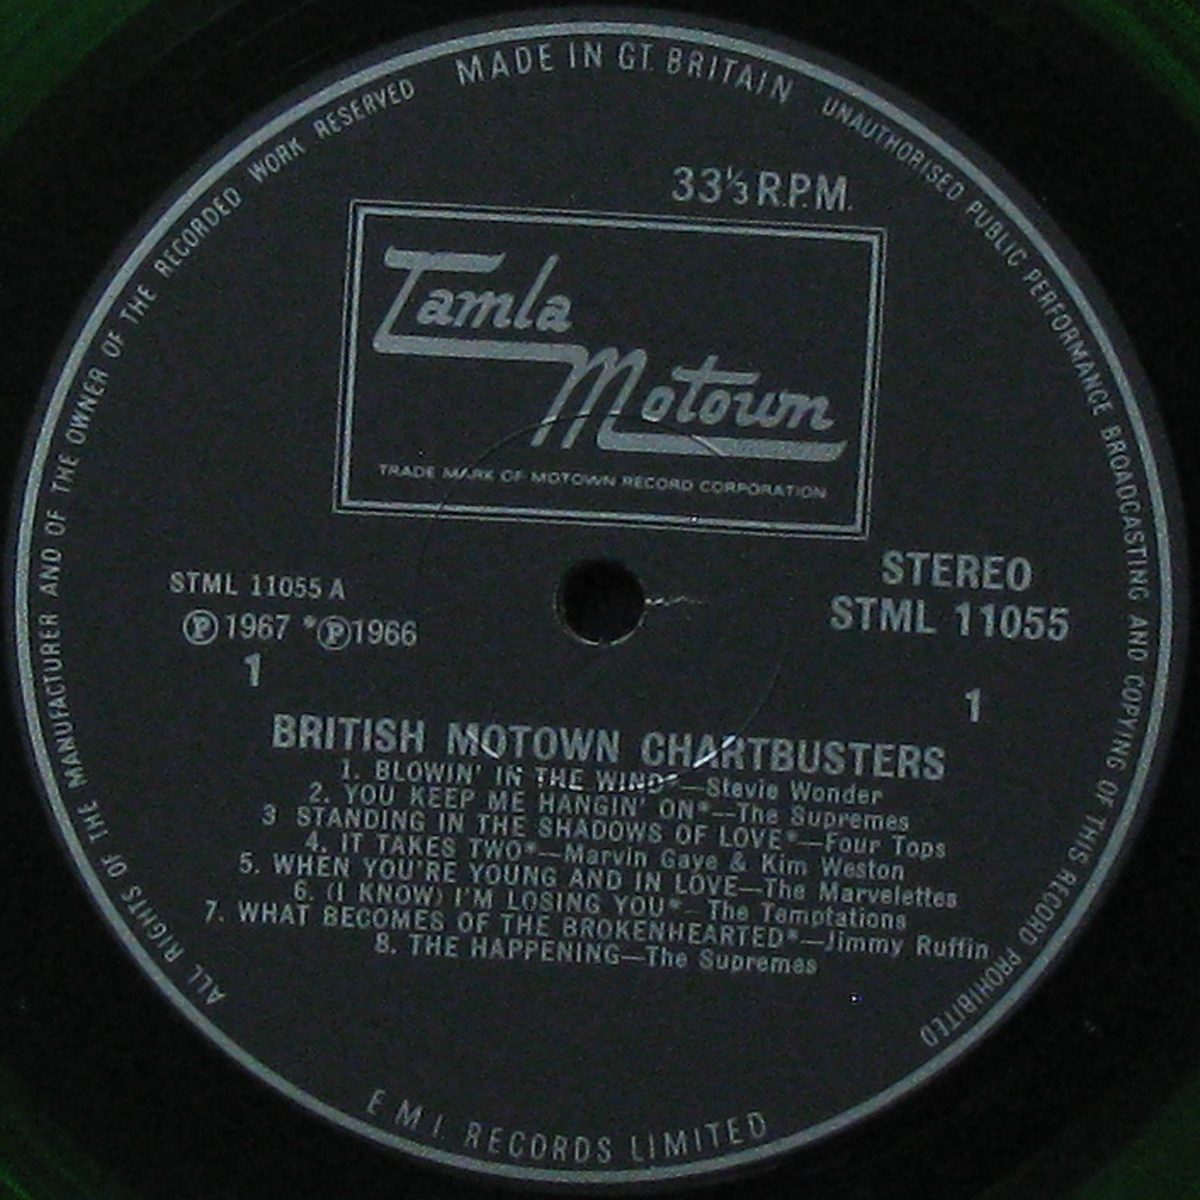 MADE IN GT. BRITAIN
UNAUTHORISED PUBLIC PERFORMANCE BROADCASTING AND COPYING OF THIS RECORD PROHIBITED
ALL RIGHTS OF THE MANUFACTURER AND OF THE OWNER OF THE RECORDED WORK RESERVED
33⅓ R.P.M.
Tamla
Motown
TRADE MARK OF MOTOWN RECORD CORPORATION
STML 11055 A
℗ 1967 *℗ 1966
1
STEREO
STML 11055
1
BRITISH MOTOWN CHARTBUSTERS
1. BLOWIN' IN THE WIND*—Stevie Wonder
2. YOU KEEP ME HANGIN' ON*—The Supremes
3 STANDING IN THE SHADOWS OF LOVE*—Four Tops
4. IT TAKES TWO*—Marvin Gaye & Kim Weston
5. WHEN YOU'RE YOUNG AND IN LOVE—The Marvelettes
6. (I KNOW) I'M LOSING YOU*—The Temptations
7. WHAT BECOMES OF THE BROKENHEARTED*—Jimmy Ruffin
8. THE HAPPENING—The Supremes
E.M.I. RECORDS LIMITED